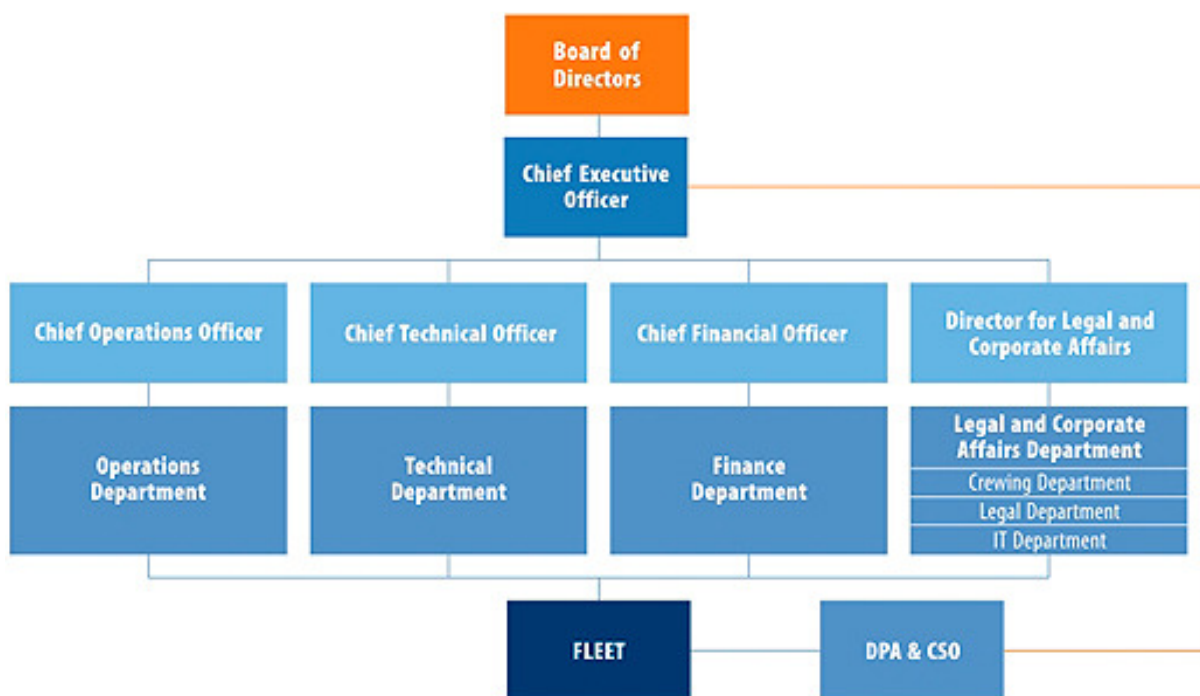 Board of
Directors
Chief Executive
Officer
Chief Operations Officer
Chief Technical Officer
Chief Financial Officer
Director for Legal and
Corporate Affairs
Operations
Department
Technical
Department
Finance
Department
Legal and Corporate
Affairs Department
Crewing Department
Legal Department
IT Department
FLEET
DPA & CSO